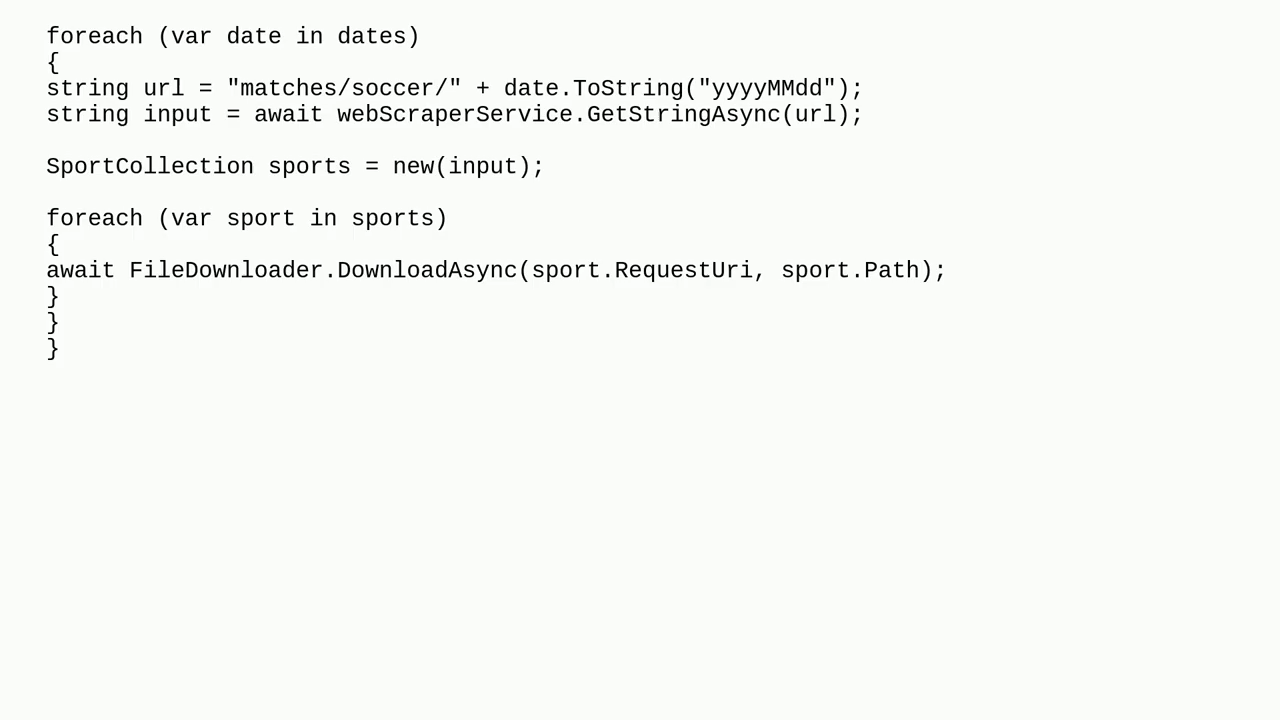 foreach (var date in dates)
{
string url = "matches/soccer/" + date.ToString("yyyyMMdd");
string input = await webScraperService.GetStringAsync(url);

SportCollection sports = new(input);

foreach (var sport in sports)
{
await FileDownloader.DownloadAsync(sport.RequestUri, sport.Path);
}
}
}